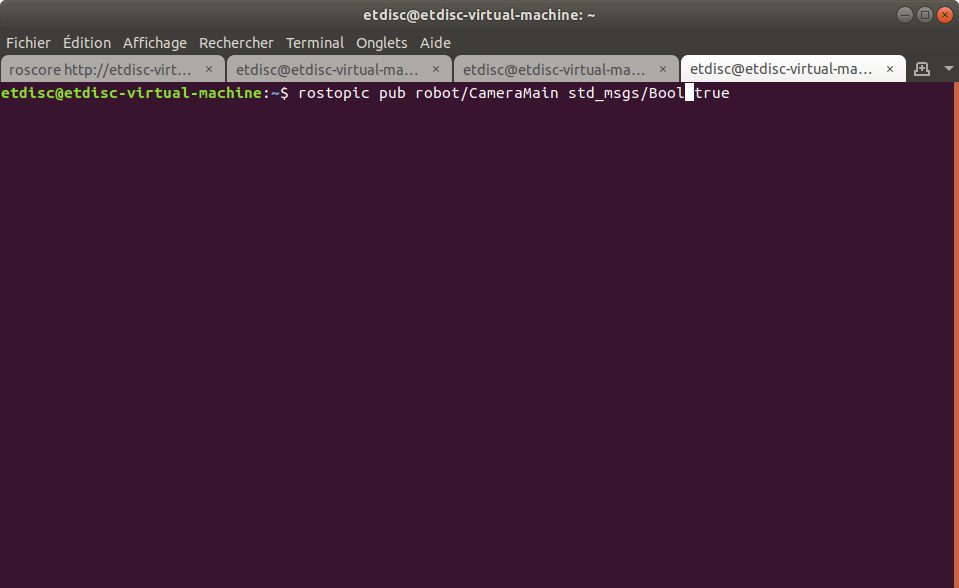 etdisc@etdisc-virtual-machine: ~
Fichier Édition Affichage Rechercher Terminal Onglets Aide
roscore http://etdisc-virt… × etdisc@etdisc-virtual-ma… × etdisc@etdisc-virtual-ma… × etdisc@etdisc-virtual-ma… ×
etdisc@etdisc-virtual-machine:~$ rostopic pub robot/CameraMain std_msgs/Bool true